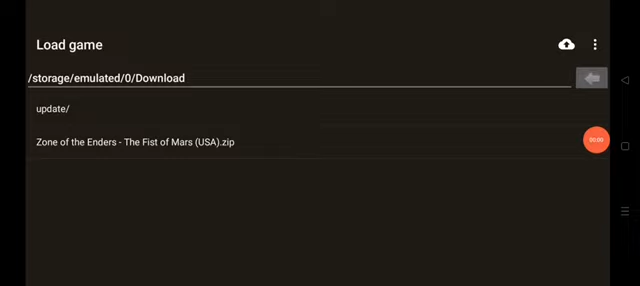 Load game
/storage/emulated/0/Download
update/
Zone of the Enders - The Fist of Mars (USA).zip
00:00